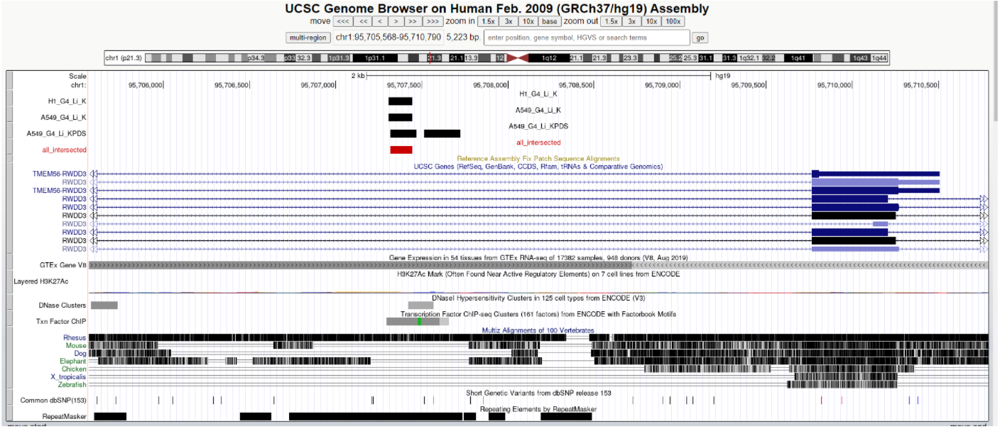 UCSC Genome Browser on Human Feb. 2009 (GRCh37/hg19) Assembly
move <<< << < > >> >>> zoom in 1.5x 3x 10x base zoom out 1.5x 3x 10x 100x
multi-region chr1:95,705,568-95,710,790 5,223 bp. enter position, gene symbol, HGVS or search terms go
chr1 (p21.3) p34.3 p33 32.3 1p31.3 1p31.1 21.3 21.1 13.3 12 1q12 21.1 21.3 23.3 25.2 25.3 31.1 31.3 1q32.1 32.2 1q41 1q43 1q44
Scale 2 kb hg19
chr1: 95,706,000 95,706,500 95,707,000 95,707,500 95,708,000 95,708,500 95,709,000 95,709,500 95,710,000 95,710,500
H1_G4_Li_K
H1_G4_Li_K
A549_G4_Li_K
A549_G4_Li_K
A549_G4_Li_KPDS
A549_G4_Li_KPDS
all_intersected
all_intersected
Reference Assembly Fix Patch Sequence Alignments
UCSC Genes (RefSeq, GenBank, CCDS, Rfam, tRNAs & Comparative Genomics)
TMEM56-RWDD3
RWDD3
TMEM56-RWDD3
RWDD3
RWDD3
RWDD3
RWDD3
RWDD3
RWDD3
RWDD3
Gene Expression in 54 tissues from GTEx RNA-seq of 17382 samples, 948 donors (V8, Aug 2019)
GTEx Gene V8
H3K27Ac Mark (Often Found Near Active Regulatory Elements) on 7 cell lines from ENCODE
Layered H3K27Ac
DNaseI Hypersensitivity Clusters in 125 cell types from ENCODE (V3)
DNase Clusters
Transcription Factor ChIP-seq Clusters (161 factors) from ENCODE with Factorbook Motifs
Txn Factor ChIP
Multiz Alignments of 100 Vertebrates
Rhesus
Mouse
Dog
Elephant
Chicken
X_tropicalis
Zebrafish
Short Genetic Variants from dbSNP release 153
Common dbSNP(153)
Repeating Elements by RepeatMasker
RepeatMasker